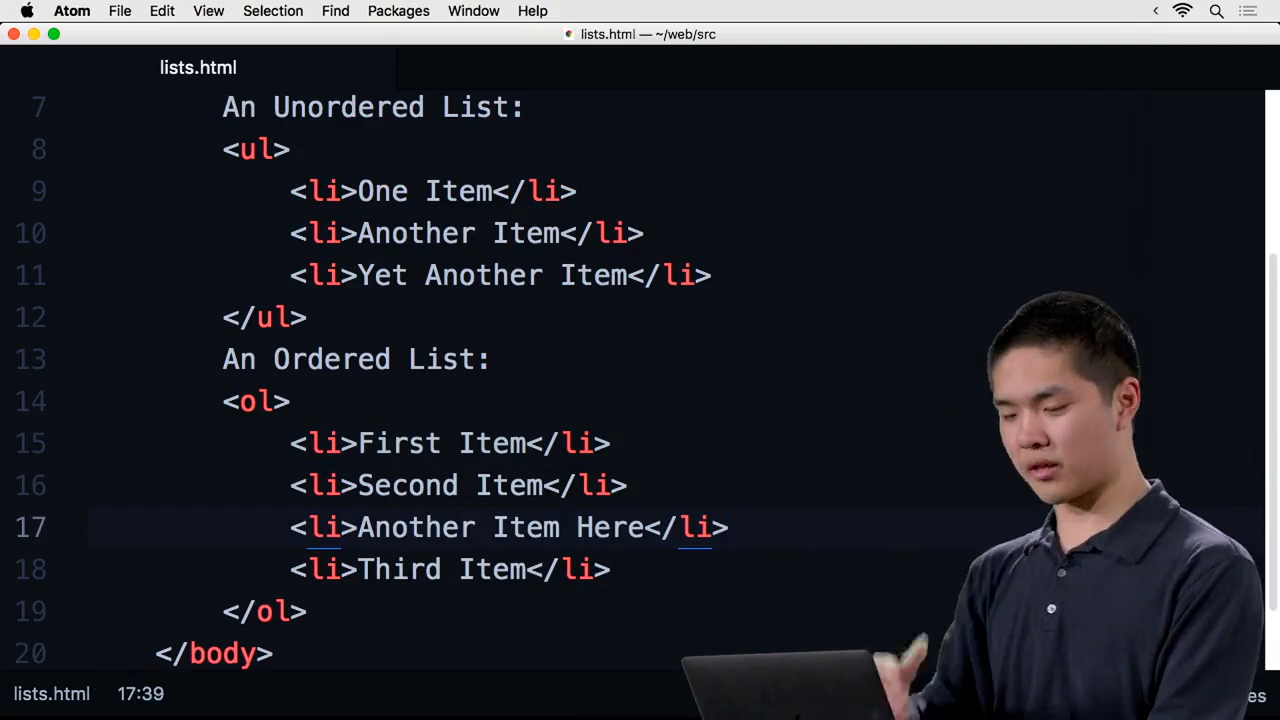 Atom File Edit View Selection Find Packages Window Help
lists.html — ~/web/src
lists.html
7 An Unordered List:
8 <ul>
9 <li>One Item</li>
10 <li>Another Item</li>
11 <li>Yet Another Item</li>
12 </ul>
13 An Ordered List:
14 <ol>
15 <li>First Item</li>
16 <li>Second Item</li>
17 <li>Another Item Here</li>
18 <li>Third Item</li>
19 </ol>
20 </body>
lists.html 17:39 es